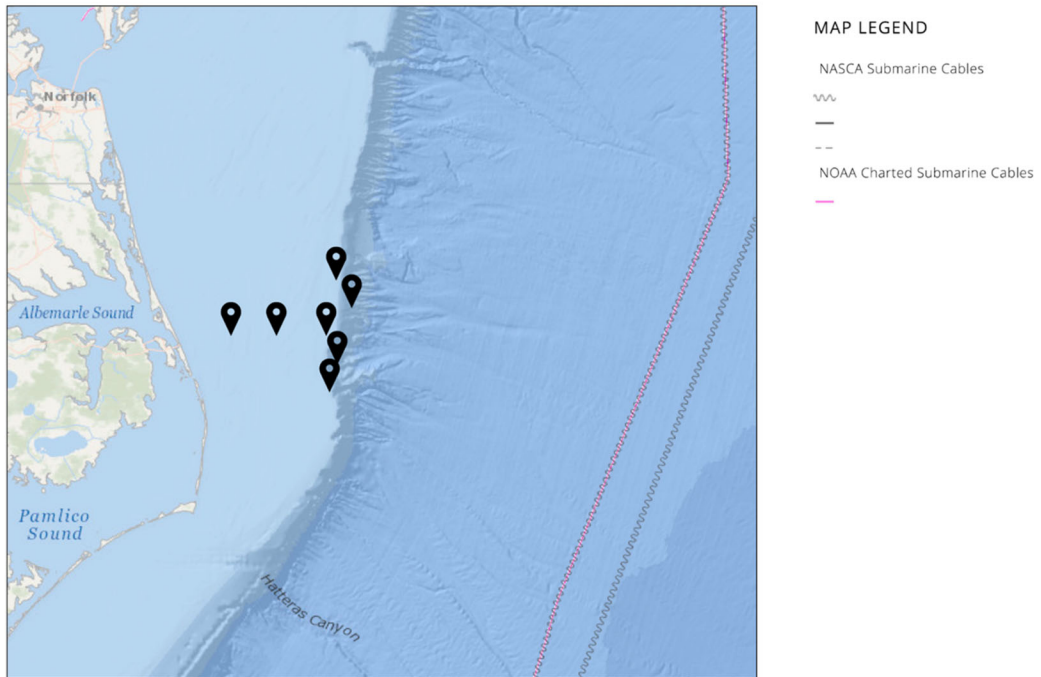 Norfolk
Albemarle Sound
Pamlico
Sound
Hatteras Canyon
MAP LEGEND
NASCA Submarine Cables
NOAA Charted Submarine Cables